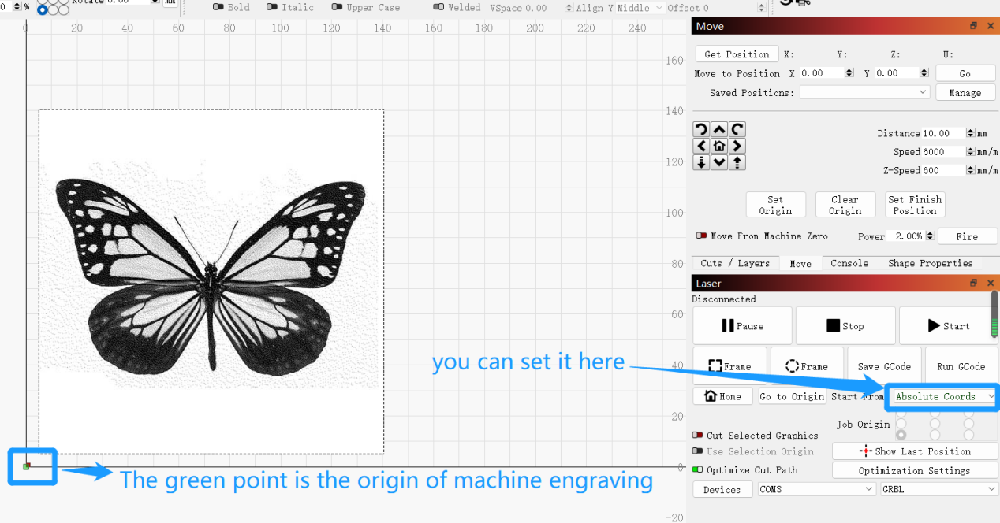 0 % Rotate 0.00 mm
Bold Italic Upper Case Welded VSpace 0.00 Align Y Middle Offset 0
0 20 40 60 80 100 120 140 160 180 200 220 240
160
140
120
100
80
60
40
20
0
-20
Move
Get Position X: Y: Z: U:
Move to Position X 0.00 Y 0.00 Go
Saved Positions: Manage
Distance 10.00 mm
Speed 6000 mm/m
Z-Speed 600 mm/m
Set Origin
Clear Origin
Set Finish Position
Move From Machine Zero Power 2.00% Fire
Cuts / Layers Move Console Shape Properties
Laser
Disconnected
Pause Stop Start
Frame Frame Save GCode Run GCode
Home Go to Origin Start From Absolute Coords
Job Origin
Cut Selected Graphics
Use Selection Origin Show Last Position
Optimize Cut Path Optimization Settings
Devices COM3 GRBL
you can set it here
The green point is the origin of machine engraving